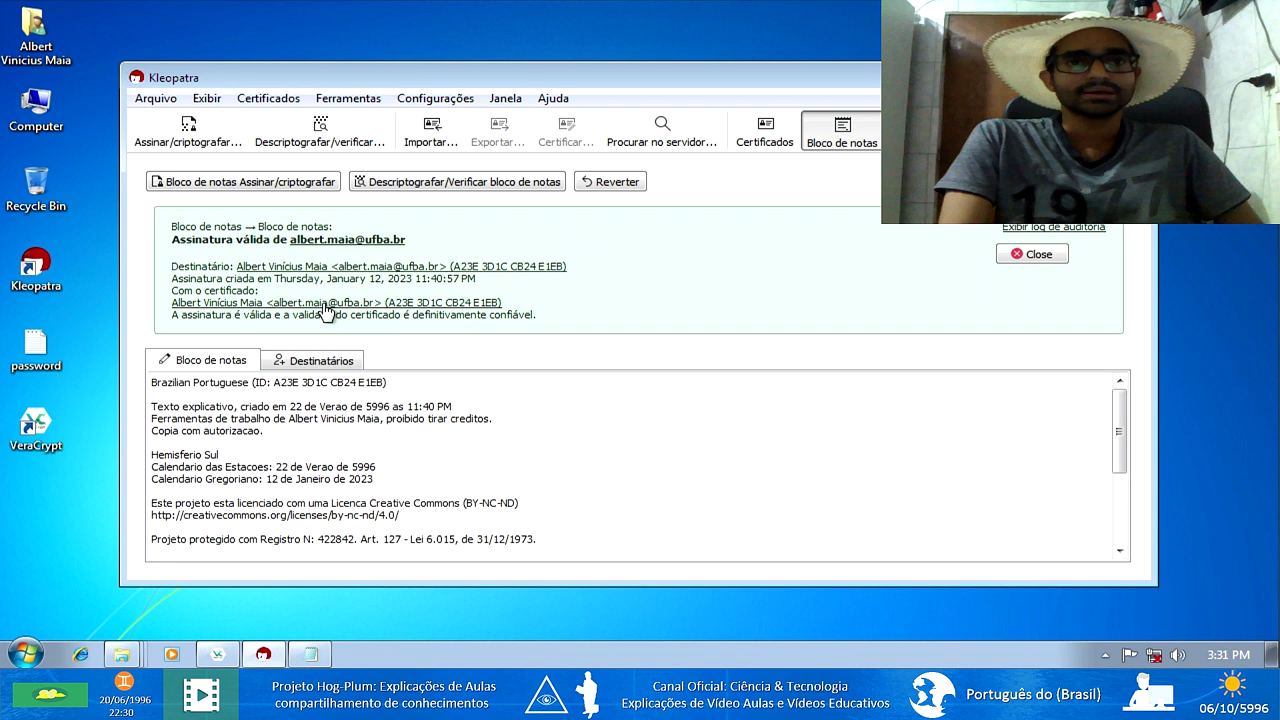 Albert
Vinicius Maia
Computer
Recycle Bin
Kleopatra
password
VeraCrypt
Kleopatra
Arquivo Exibir Certificados Ferramentas Configurações Janela Ajuda
Assinar/criptografar... Descriptografar/verificar... Importar... Exportar... Certificar... Procurar no servidor... Certificados Bloco de notas
Bloco de notas Assinar/criptografar Descriptografar/Verificar bloco de notas Reverter
Bloco de notas → Bloco de notas:
Exibir log de auditoria
Assinatura válida de albert.maia@ufba.br
Close
Destinatário: Albert Vinícius Maia <albert.maia@ufba.br> (A23E 3D1C CB24 E1EB)
Assinatura criada em Thursday, January 12, 2023 11:40:57 PM
Com o certificado:
Albert Vinícius Maia <albert.maia@ufba.br> (A23E 3D1C CB24 E1EB)
A assinatura é válida e a valida do certificado é definitivamente confiável.
Bloco de notas Destinatários
Brazilian Portuguese (ID: A23E 3D1C CB24 E1EB)
Texto explicativo, criado em 22 de Verao de 5996 as 11:40 PM
Ferramentas de trabalho de Albert Vinicius Maia, proibido tirar creditos.
Copia com autorizacao.
Hemisferio Sul
Calendario das Estacoes: 22 de Verao de 5996
Calendario Gregoriano: 12 de Janeiro de 2023
Este projeto esta licenciado com uma Licenca Creative Commons (BY-NC-ND)
http://creativecommons.org/licenses/by-nc-nd/4.0/
Projeto protegido com Registro N: 422842. Art. 127 - Lei 6.015, de 31/12/1973.
1977
3:31 PM
20/06/1996
22:30
Projeto Hog-Plum: Explicações de Aulas
compartilhamento de conhecimentos
Canal Oficial: Ciência & Tecnologia
Explicações de Vídeo Aulas e Vídeos Educativos
Português do (Brasil)
06/10/5996